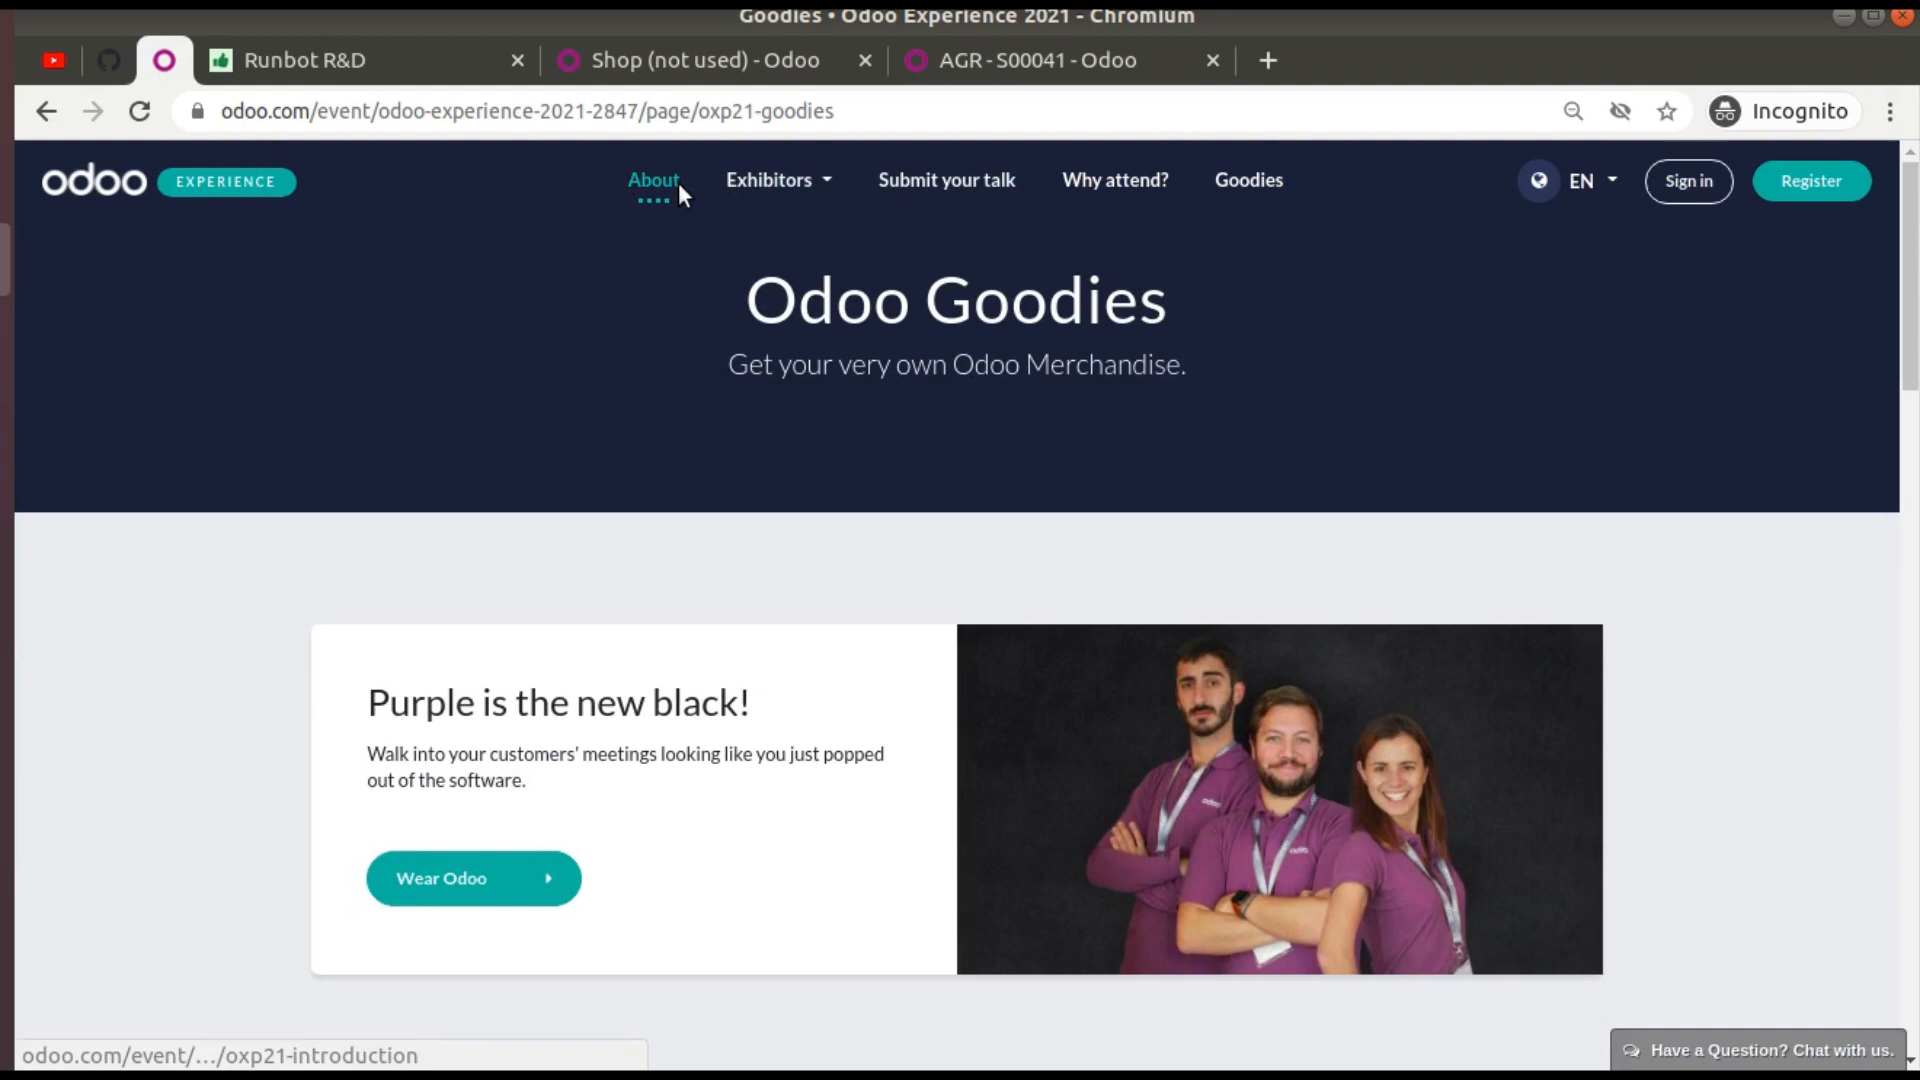 Goodies • Odoo Experience 2021 - Chromium
Runbot R&D
Shop (not used) - Odoo
AGR - S00041 - Odoo
odoo.com/event/odoo-experience-2021-2847/page/oxp21-goodies
Incognito
odoo EXPERIENCE
About
Exhibitors
Submit your talk
Why attend?
Goodies
EN
Sign in
Register
Odoo Goodies
Get your very own Odoo Merchandise.
Purple is the new black!
Walk into your customers' meetings looking like you just popped
out of the software.
Wear Odoo
odoo
odoo
odoo.com/event/.../oxp21-introduction
Have a Question? Chat with us.